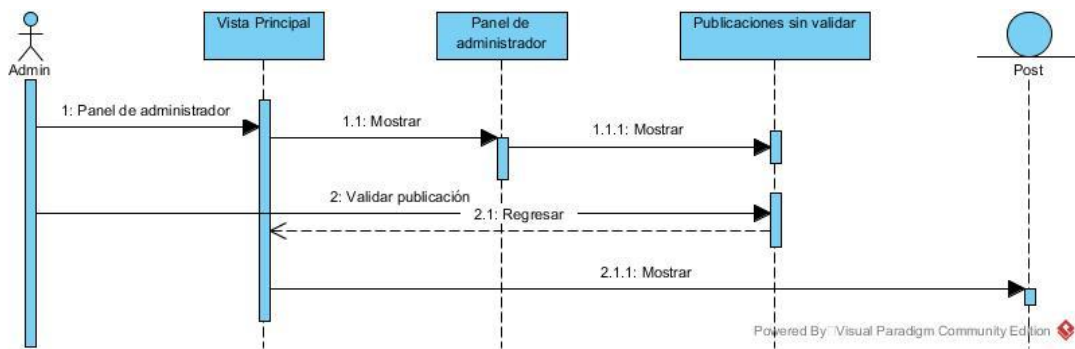 Vista Principal
Panel de
administrador
Publicaciones sin validar
Admin
Post
1: Panel de administrador
1.1: Mostrar
1.1.1: Mostrar
2: Validar publicación
2.1: Regresar
2.1.1: Mostrar
Powered By Visual Paradigm Community Edition